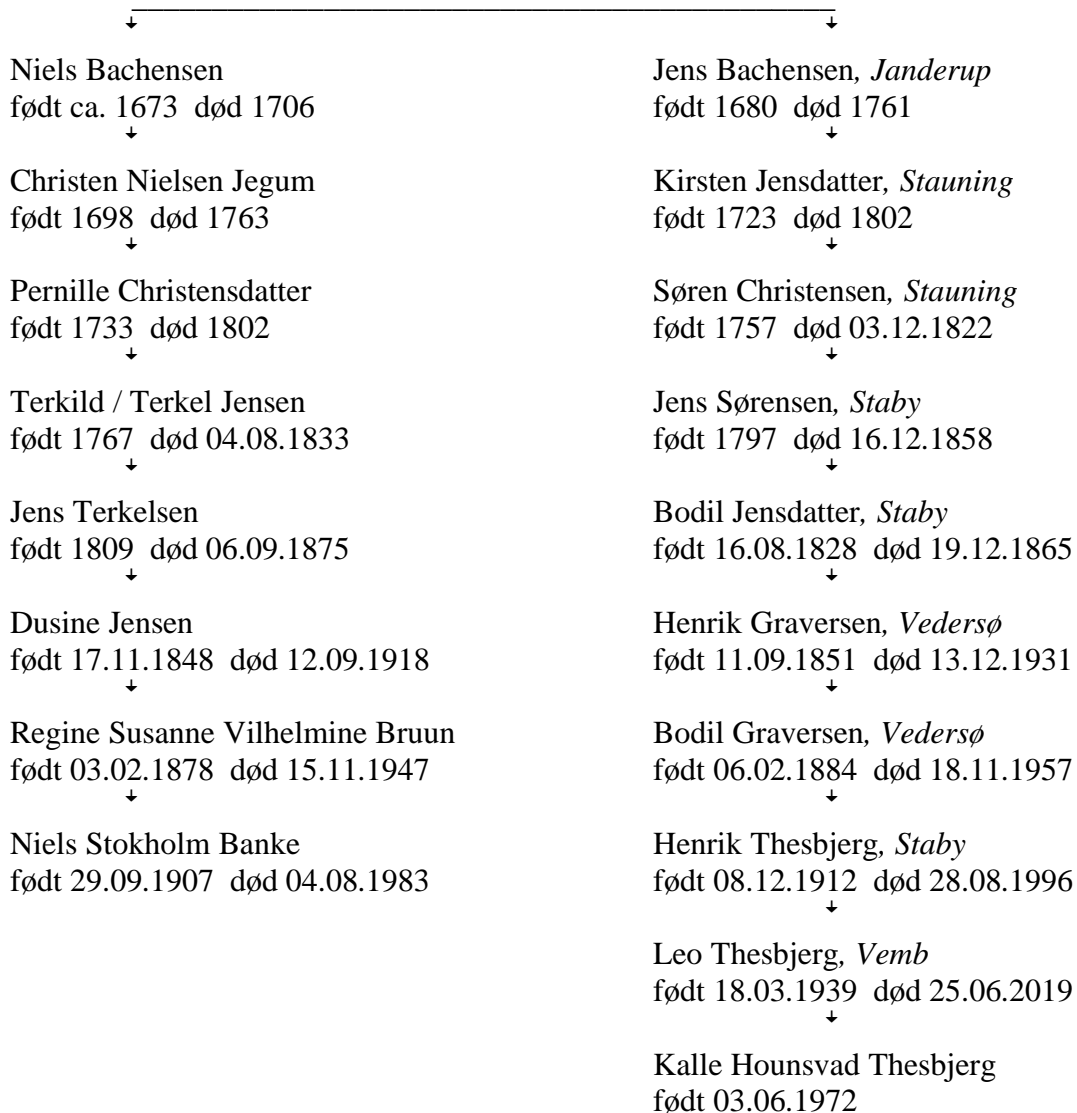 Niels Bachensen
født ca. 1673 død 1706
Christen Nielsen Jegum
født 1698 død 1763
Pernille Christensdatter
født 1733 død 1802
Terkild / Terkel Jensen
født 1767 død 04.08.1833
Jens Terkelsen
født 1809 død 06.09.1875
Dusine Jensen
født 17.11.1848 død 12.09.1918
Regine Susanne Vilhelmine Bruun
født 03.02.1878 død 15.11.1947
Niels Stokholm Banke
født 29.09.1907 død 04.08.1983
Jens Bachensen, Janderup
født 1680 død 1761
Kirsten Jensdatter, Stauning
født 1723 død 1802
Søren Christensen, Stauning
født 1757 død 03.12.1822
Jens Sørensen, Staby
født 1797 død 16.12.1858
Bodil Jensdatter, Staby
født 16.08.1828 død 19.12.1865
Henrik Graversen, Vedersø
født 11.09.1851 død 13.12.1931
Bodil Graversen, Vedersø
født 06.02.1884 død 18.11.1957
Henrik Thesbjerg, Staby
født 08.12.1912 død 28.08.1996
Leo Thesbjerg, Vemb
født 18.03.1939 død 25.06.2019
Kalle Hounsvad Thesbjerg
født 03.06.1972